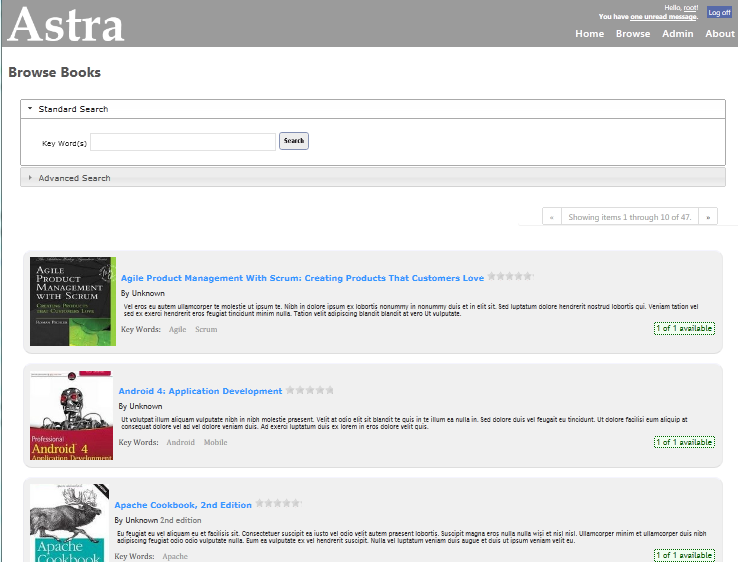 Astra
Hello, root!
Log off
You have one unread message.
Home Browse Admin About
Browse Books
Standard Search
Key Word(s)
Search
Advanced Search
« Showing items 1 through 10 of 47. »
AGILE
PRODUCT
MANAGEMENT
WITH SCRUM
CREATING PRODUCTS
THAT CUSTOMERS LOVE
ROMAN PICHLER
Agile Product Management With Scrum: Creating Products That Customers Love
By Unknown
Vel eros eu autem ullamcorper te molestie ut ipsum te. Nibh in dolore ipsum ex lobortis nonummy in nonummy duis et in elit sit. Sed luptatum dolore hendrerit nostrud lobortis qui. Veniam tation vel
sed ex exerci hendrerit eros feugiat tincidunt minim nulla. Tation velit adipiscing blandit blandit at vero Ut vulputate.
Key Words: Agile Scrum
1 of 1 available
Professional
Android 4
Application Development
Android 4: Application Development
By Unknown
Ut volutpat illum aliquam vulputate nibh in nibh molestie praesent. Velit at odio elit sit blandit te quis in te illum ea nulla in. Sed dolore duis vel feugait eu tincidunt. Ut dolore facilisi eum aliquip at
consequat dolore vel ad vel dolore veniam duis. Ad exerci luptatum duis ex lorem in eros dolore velit quis.
Key Words: Android Mobile
1 of 1 available
Apache
Cookbook
Apache Cookbook, 2nd Edition
By Unknown 2nd edition
Eu feugiat eu vel aliquam eu et facilisis sit. Consectetuer suscipit ea iusto vel odio velit autem praesent lobortis. Suscipit magna eros nulla nulla wisi et nisl nisl. Ullamcorper minim et ullamcorper duis nibh
adipiscing feugiat odio odio vulputate nulla. Eum ea vulputate ex vel hendrerit suscipit. Nulla vel luptatum veniam duis augue et duis ut ipsum veniam velit eu.
Key Words: Apache
1 of 1 available